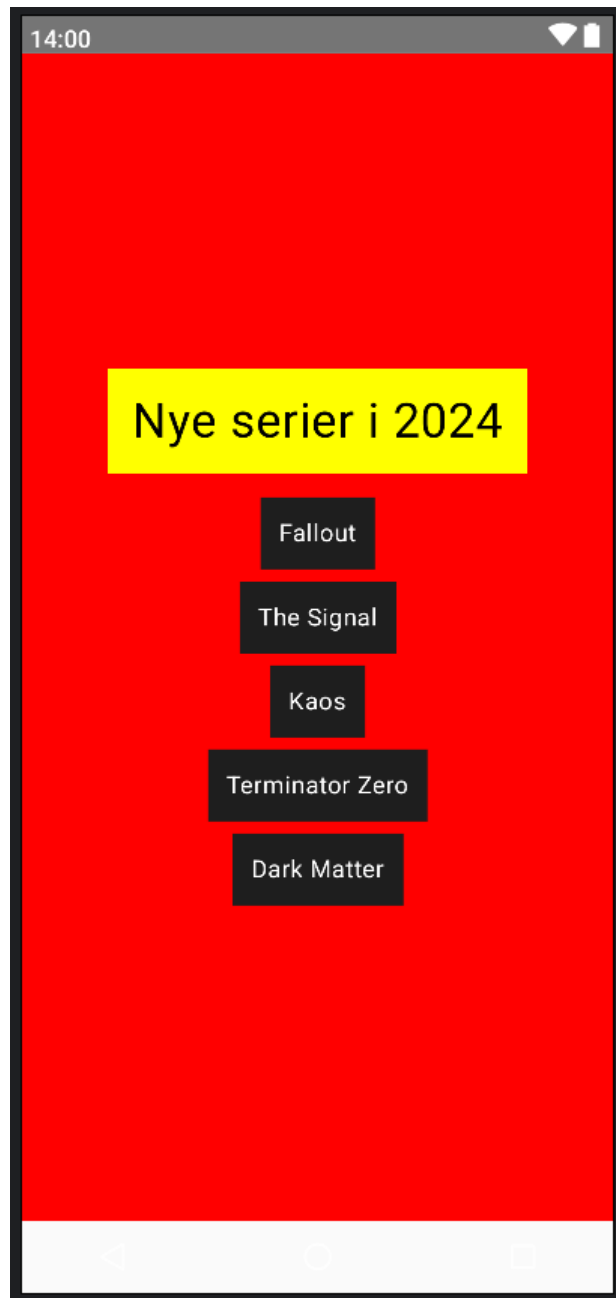 14:00
Nye serier i 2024
Fallout
The Signal
Kaos
Terminator Zero
Dark Matter